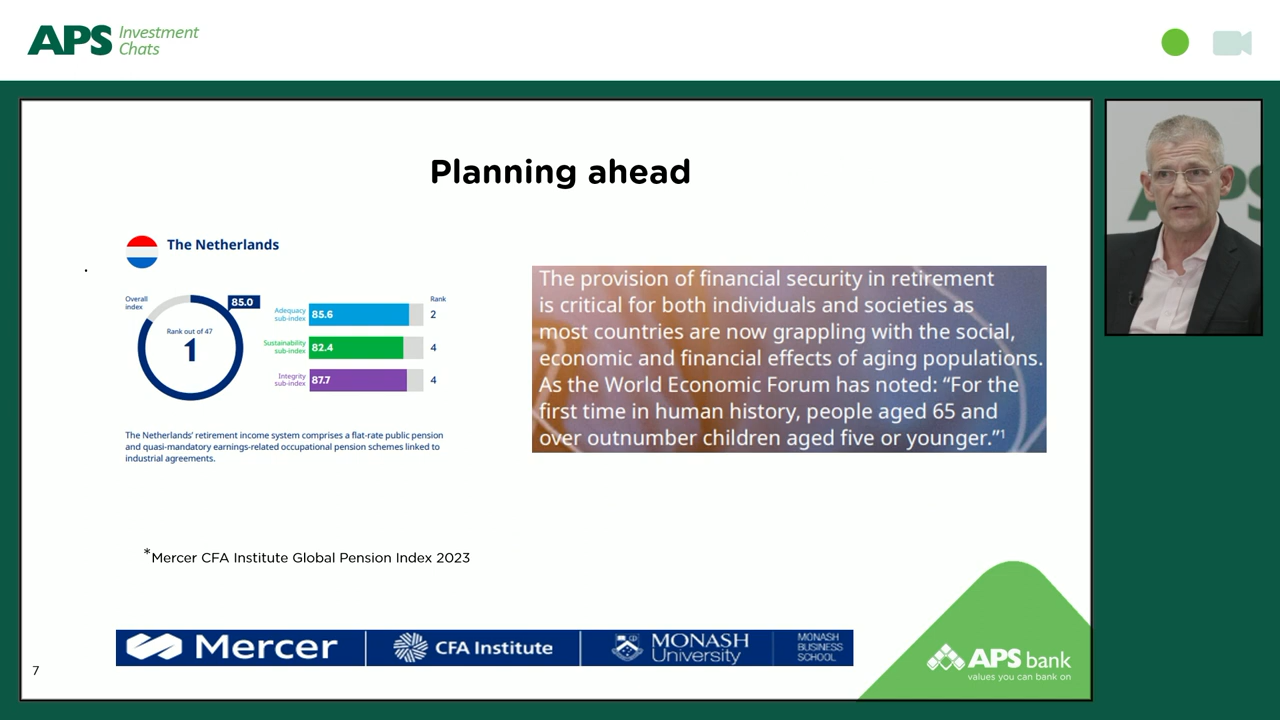 APS Investment
Chats
Planning ahead
.
The Netherlands
Overall
index
85.0
Rank out of 47
1
Rank
Adequacy
sub-index
85.6
2
Sustainability
sub-index
82.4
4
Integrity
sub-index
87.7
4
The Netherlands' retirement income system comprises a flat-rate public pension
and quasi-mandatory earnings-related occupational pension schemes linked to
industrial agreements.
The provision of financial security in retirement
is critical for both individuals and societies as
most countries are now grappling with the social,
economic and financial effects of aging populations.
As the World Economic Forum has noted: “For the
first time in human history, people aged 65 and
over outnumber children aged five or younger.”1
*Mercer CFA Institute Global Pension Index 2023
Mercer
CFA Institute
MONASH
University
MONASH
BUSINESS
SCHOOL
APS bank
values you can bank on
7
APS